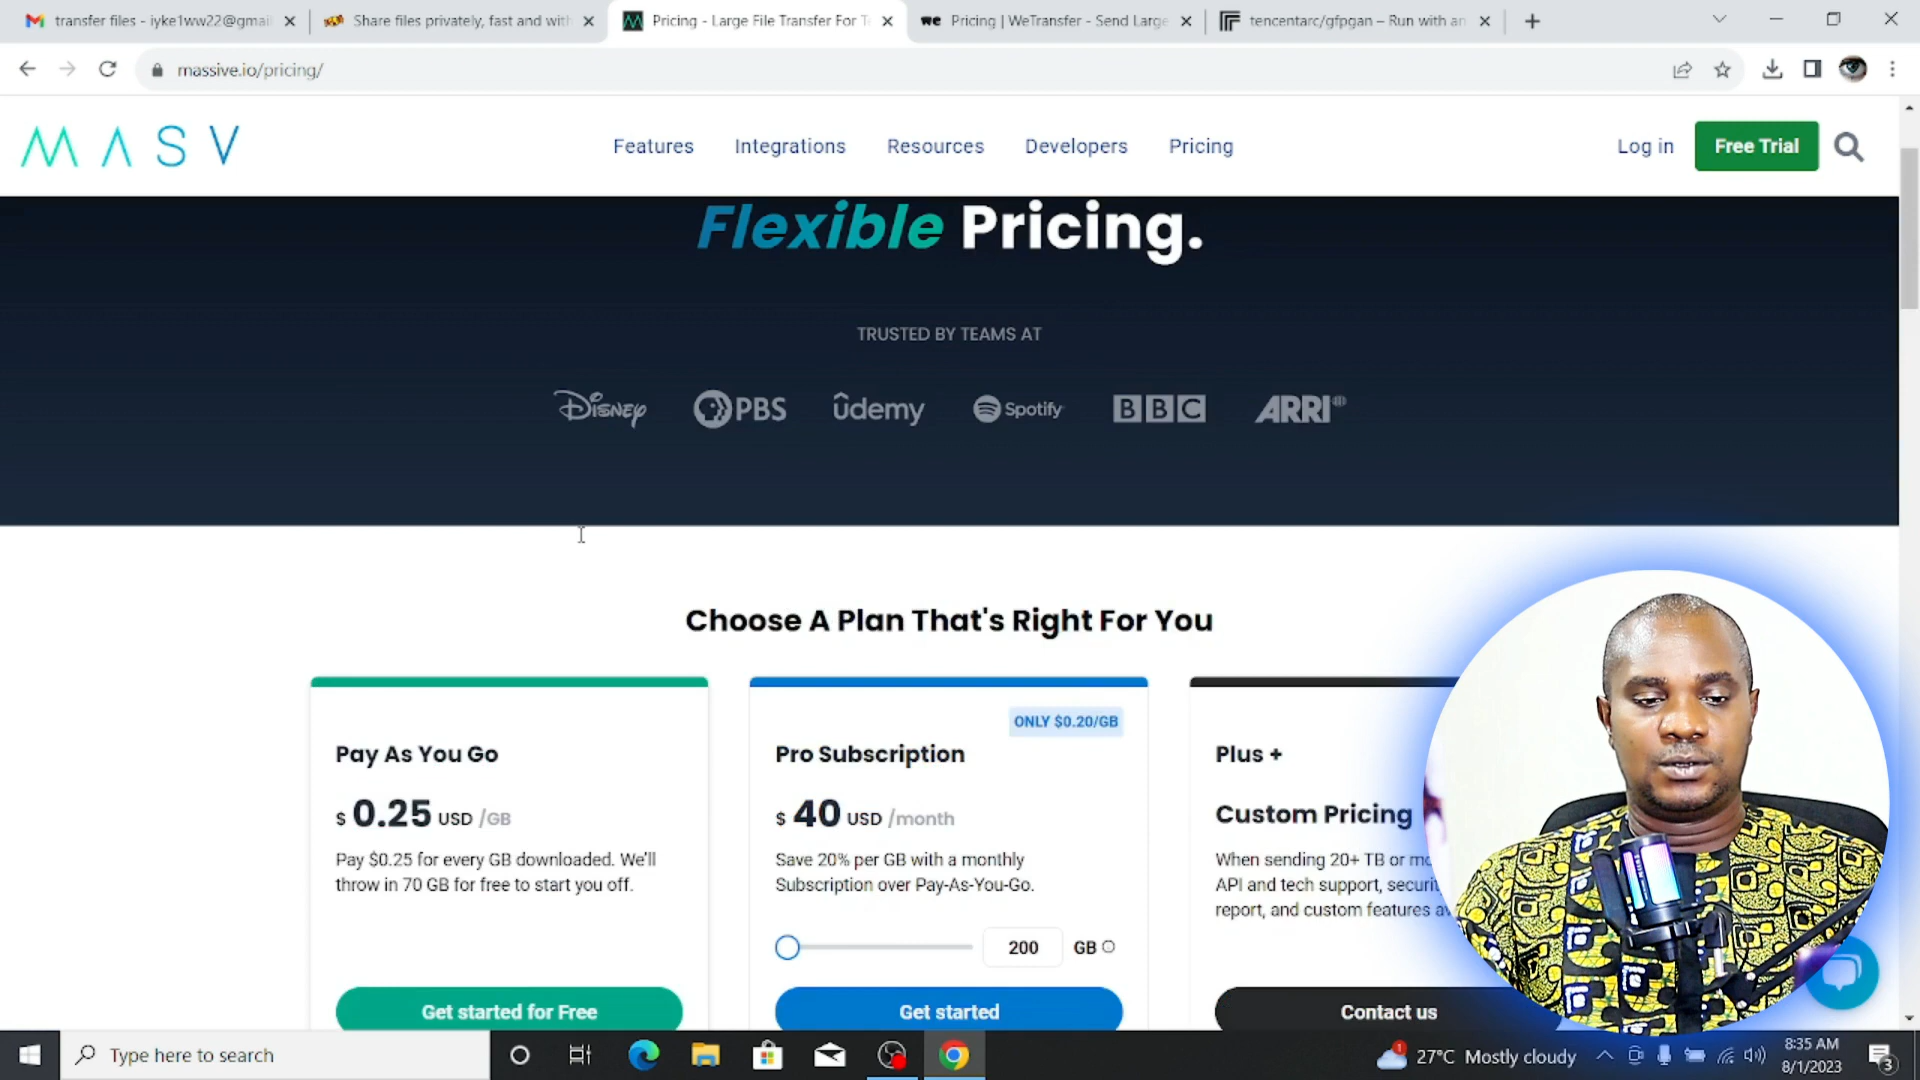 transfer files - iyke1ww22@gmai
Share files privately, fast and with
Pricing - Large File Transfer For Te
we Pricing | WeTransfer - Send Large
tencentarc/gfpgan – Run with an
massive.io/pricing/
MASV
Features
Integrations
Resources
Developers
Pricing
Log in
Free Trial
Flexible Pricing.
TRUSTED BY TEAMS AT
Disney
PBS
ûdemy
Spotify
BBC
ARRI
Choose A Plan That's Right For You
Pay As You Go
$ 0.25 USD /GB
Pay $0.25 for every GB downloaded. We'll
throw in 70 GB for free to start you off.
Get started for Free
ONLY $0.20/GB
Pro Subscription
$ 40 USD /month
Save 20% per GB with a monthly
Subscription over Pay-As-You-Go.
200 GB
Get started
Plus +
Custom Pricing
When sending 20+ TB or mo
API and tech support, securit
report, and custom features av
Contact us
Type here to search
27°C Mostly cloudy
8:35 AM
8/1/2023
3